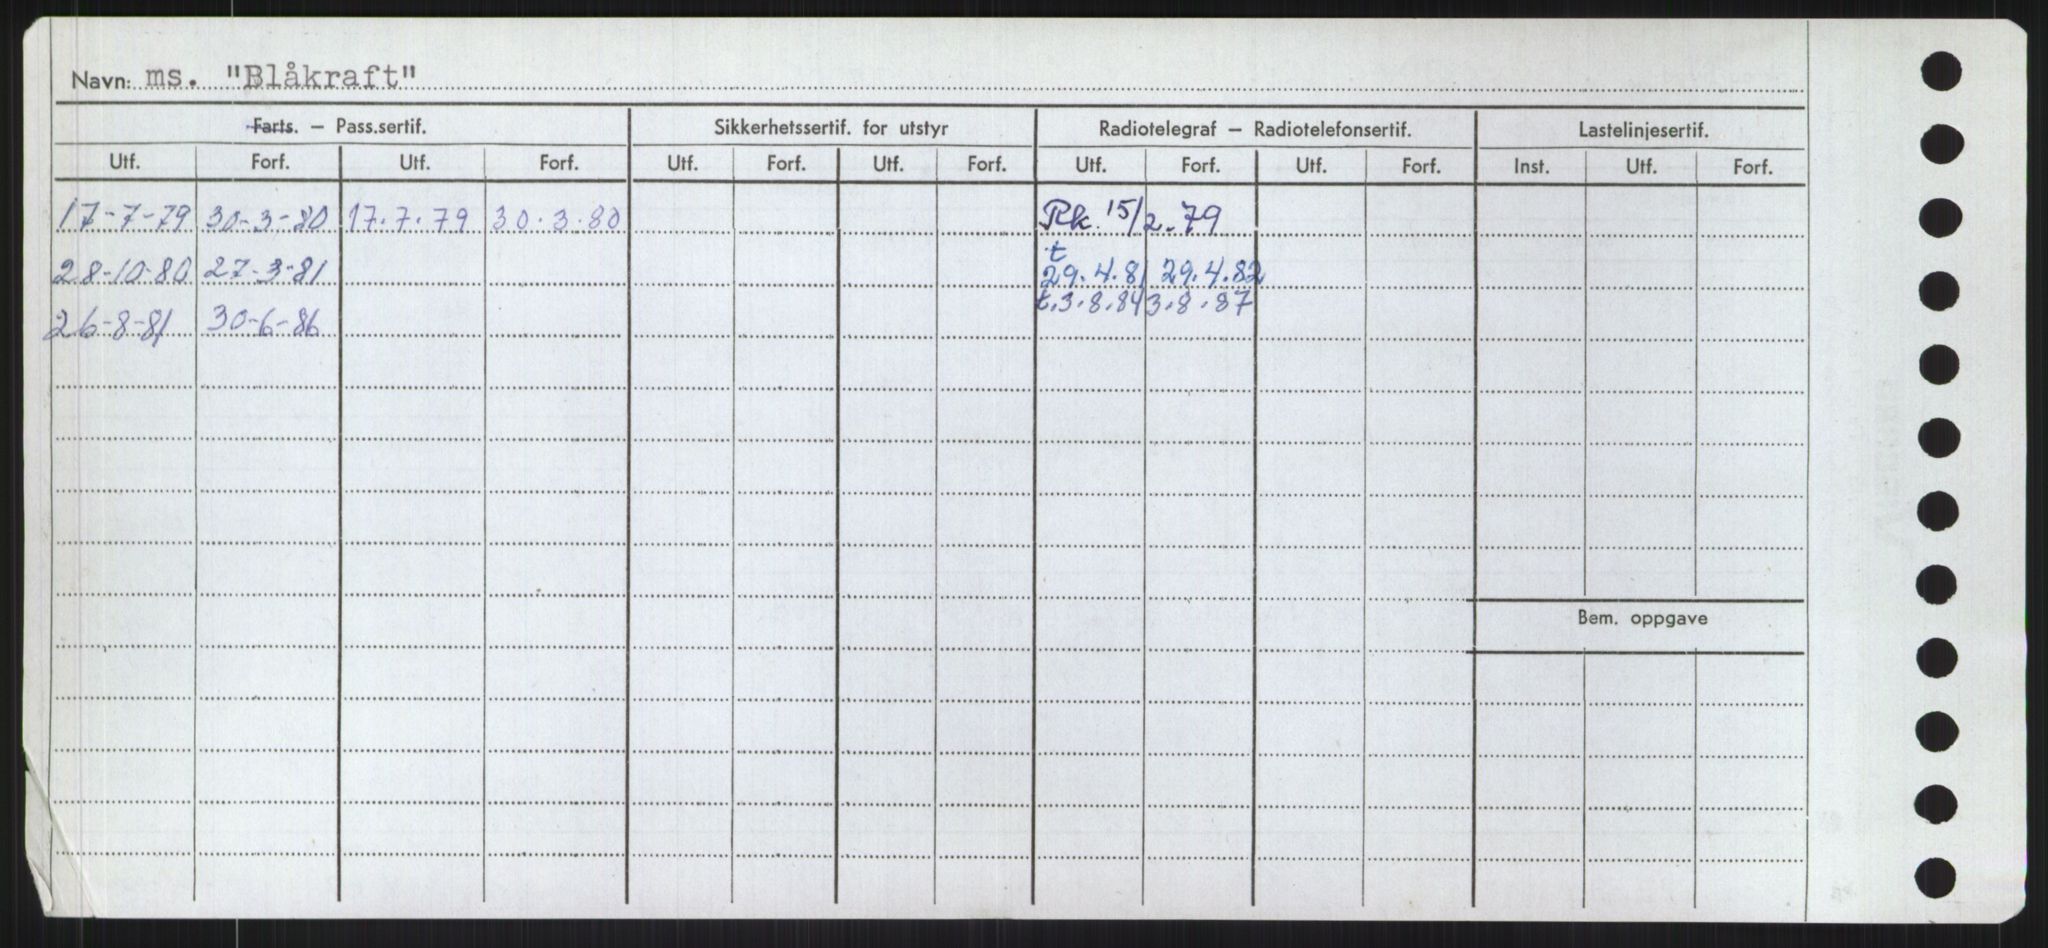 Navn: ms. "Blåkraft"
Farts. – Pass.sertif. Sikkerhetssertif. for utstyr Radiotelegraf – Radiotelefonsertif. Lastelinjesertif.
Utf. Forf. Utf. Forf. Utf. Forf. Utf. Forf. Utf. Forf. Utf. Forf. Inst. Utf. Forf.
17-7-79 30-3-80 17.7.79 30.3.80 Rk. 15/2.79
t
28-10-80 27-3-81 29.4.81 29.4.82
t.3.8.84 3.8.87
26-8-81 30-6-86
Bem. oppgave